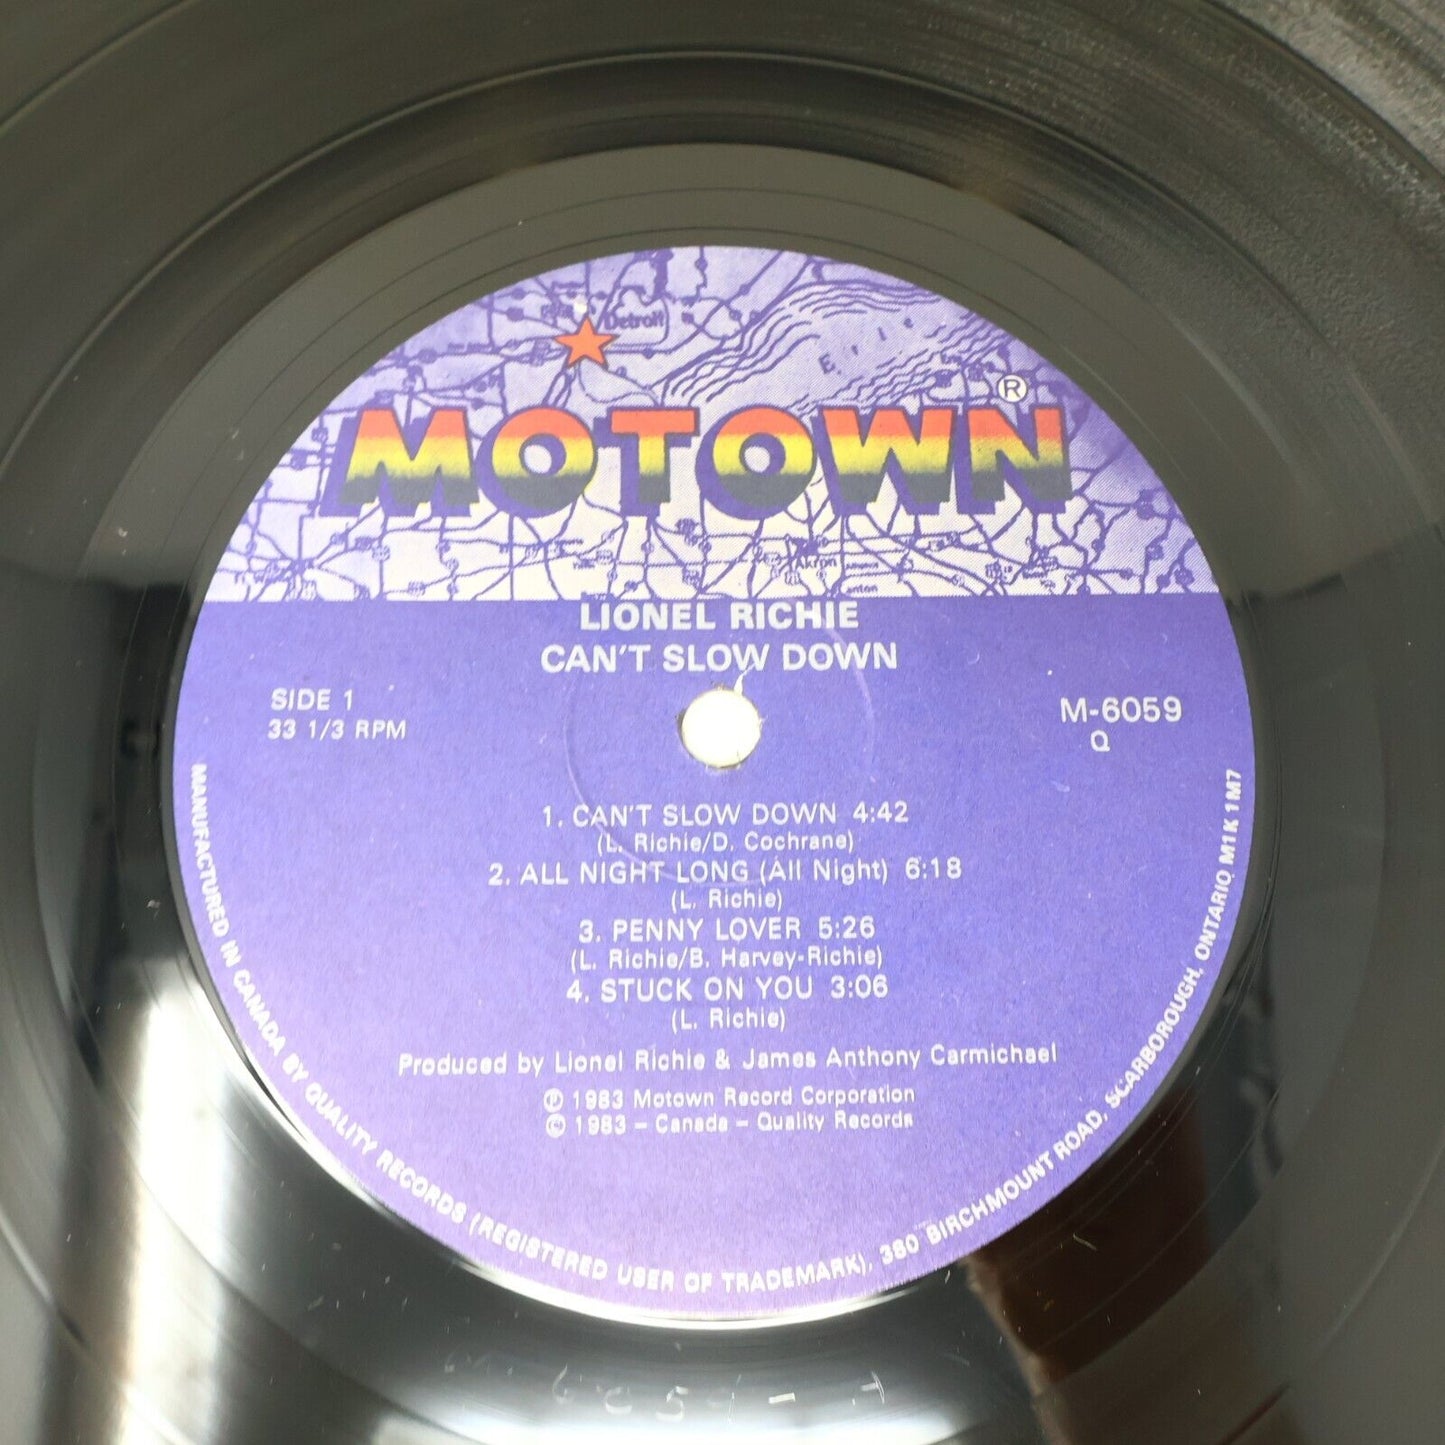 Detroit
Erie
MOTOWN®
Akron
LIONEL RICHIE
CAN'T SLOW DOWN
SIDE 1
33 1/3 RPM
M-6059
Q
1. CAN'T SLOW DOWN 4:42
(L. Richie/D. Cochrane)
2. ALL NIGHT LONG (All Night) 6:18
(L. Richie)
3. PENNY LOVER 5:26
(L. Richie/B. Harvey-Richie)
4. STUCK ON YOU 3:06
(L. Richie)
Produced by Lionel Richie & James Anthony Carmichael
℗ 1983 Motown Record Corporation
© 1983 – Canada – Quality Records
MANUFACTURED IN CANADA BY QUALITY RECORDS (REGISTERED USER OF TRADEMARK), 380 BIRCHMOUNT ROAD, SCARBOROUGH, ONTARIO M1K 1M7